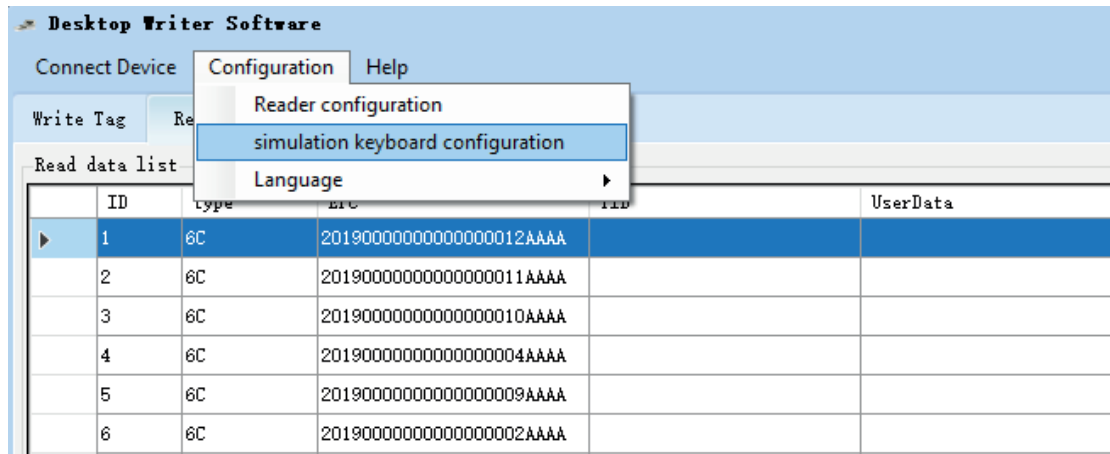 Desktop Writer Software
Connect Device Configuration Help
Reader configuration
simulation keyboard configuration
Language
Write Tag Re
Read data list
ID UserData
1 6C 20190000000000000012AAAA
2 6C 20190000000000000011AAAA
3 6C 20190000000000000010AAAA
4 6C 20190000000000000004AAAA
5 6C 20190000000000000009AAAA
6 6C 20190000000000000002AAAA